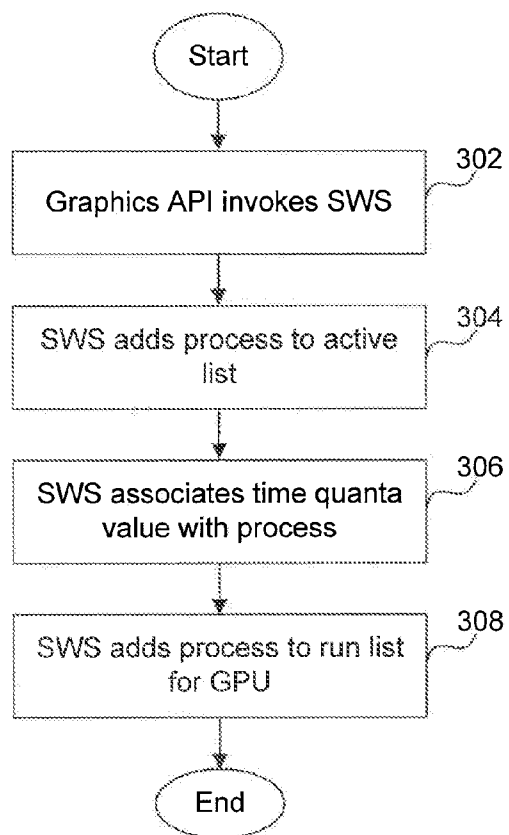 Start
302
Graphics API invokes SWS
304
SWS adds process to active
list
306
SWS associates time quanta
value with process
308
SWS adds process to run list
for GPU
End